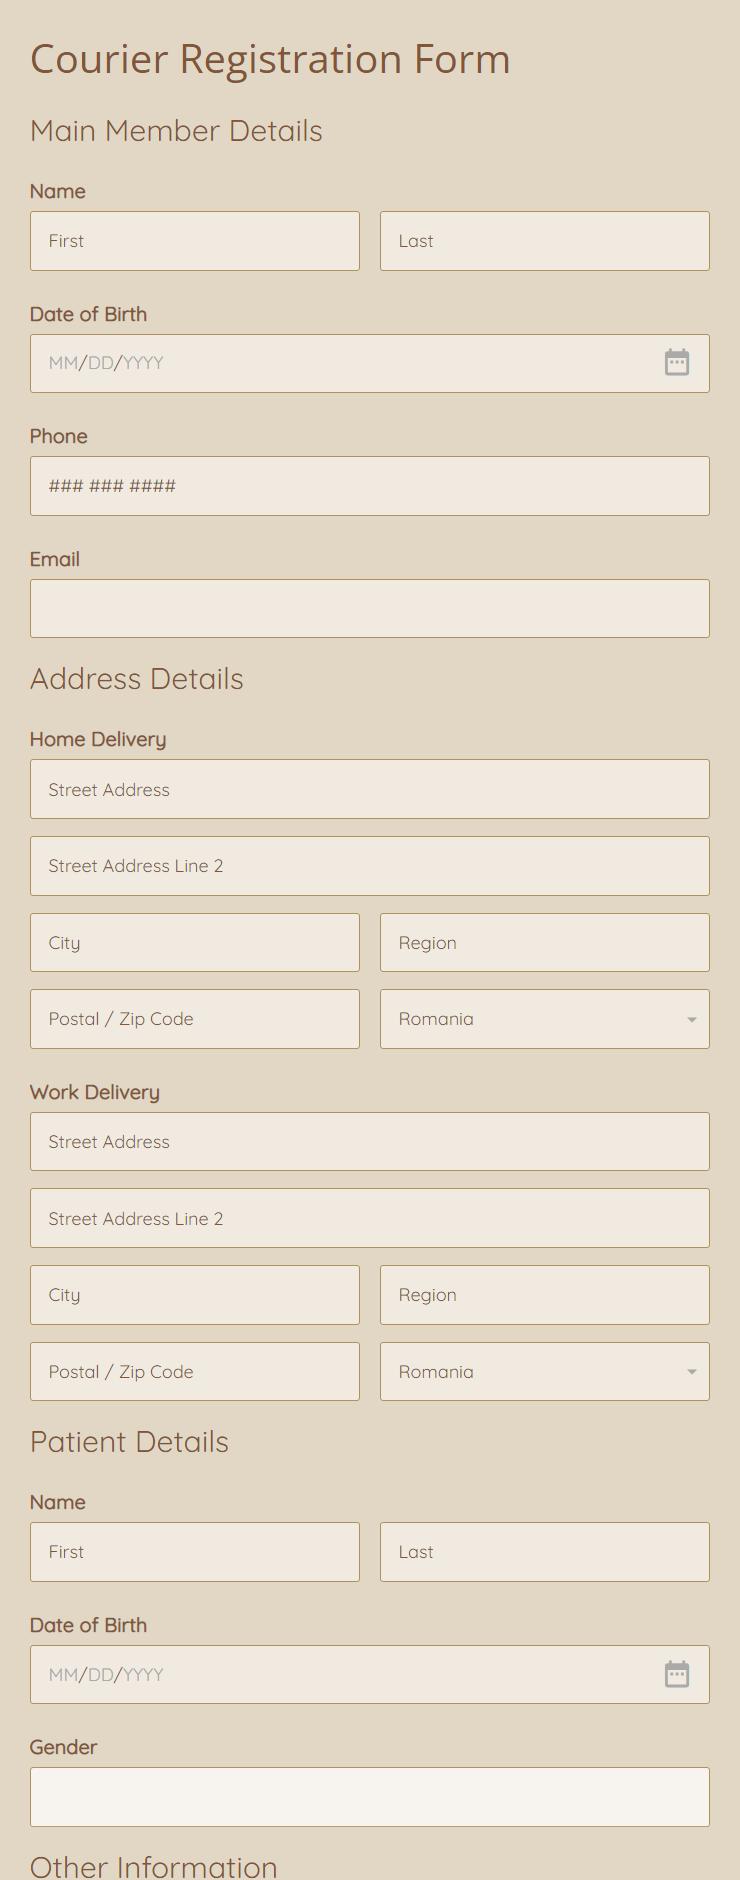 Courier Registration Form
Main Member Details
Name
First Last
Date of Birth
MM/DD/YYYY
Phone
### ### ####
Email
Address Details
Home Delivery
Street Address
Street Address Line 2
City Region
Postal / Zip Code Romania
Work Delivery
Street Address
Street Address Line 2
City Region
Postal / Zip Code Romania
Patient Details
Name
First Last
Date of Birth
MM/DD/YYYY
Gender
Other Information